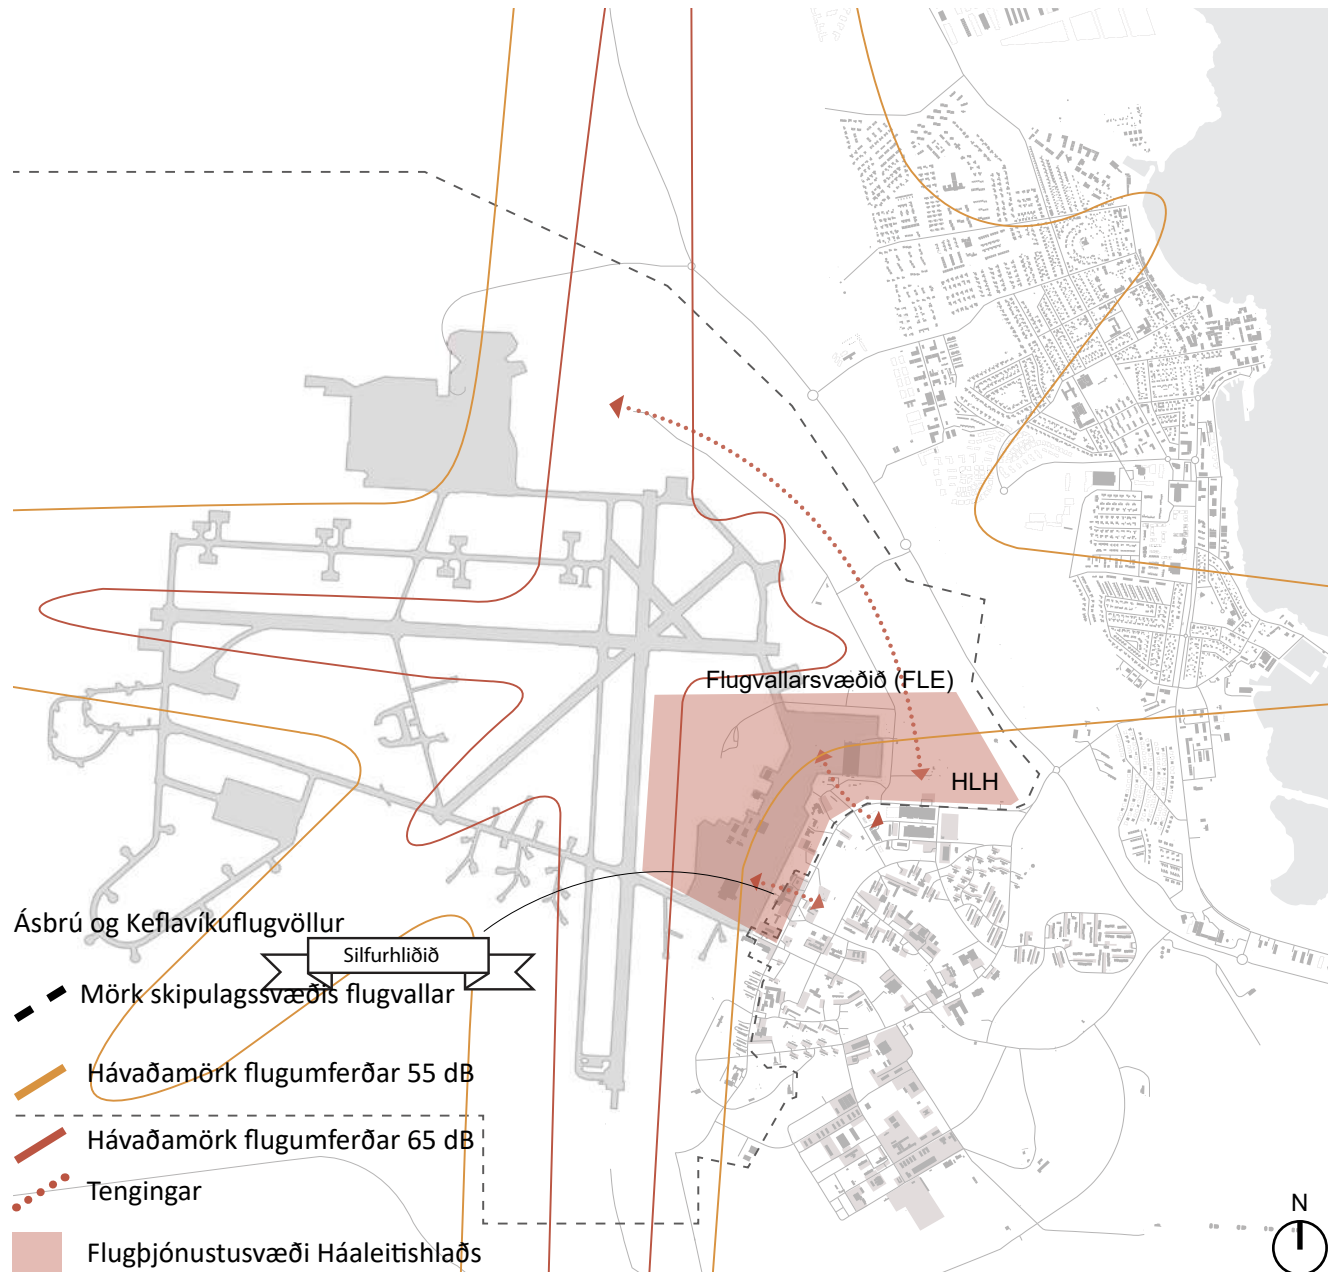 Flugvallarsvæðið (FLE)
HLH
Ásbrú og Keflavíkuflugvöllur
Silfurhliðið
Mörk skipulagssvæðis flugvallar
Hávaðamörk flugumferðar 55 dB
Hávaðamörk flugumferðar 65 dB
Tengingar
N
Flugþjónustusvæði Háaleitishlaðs